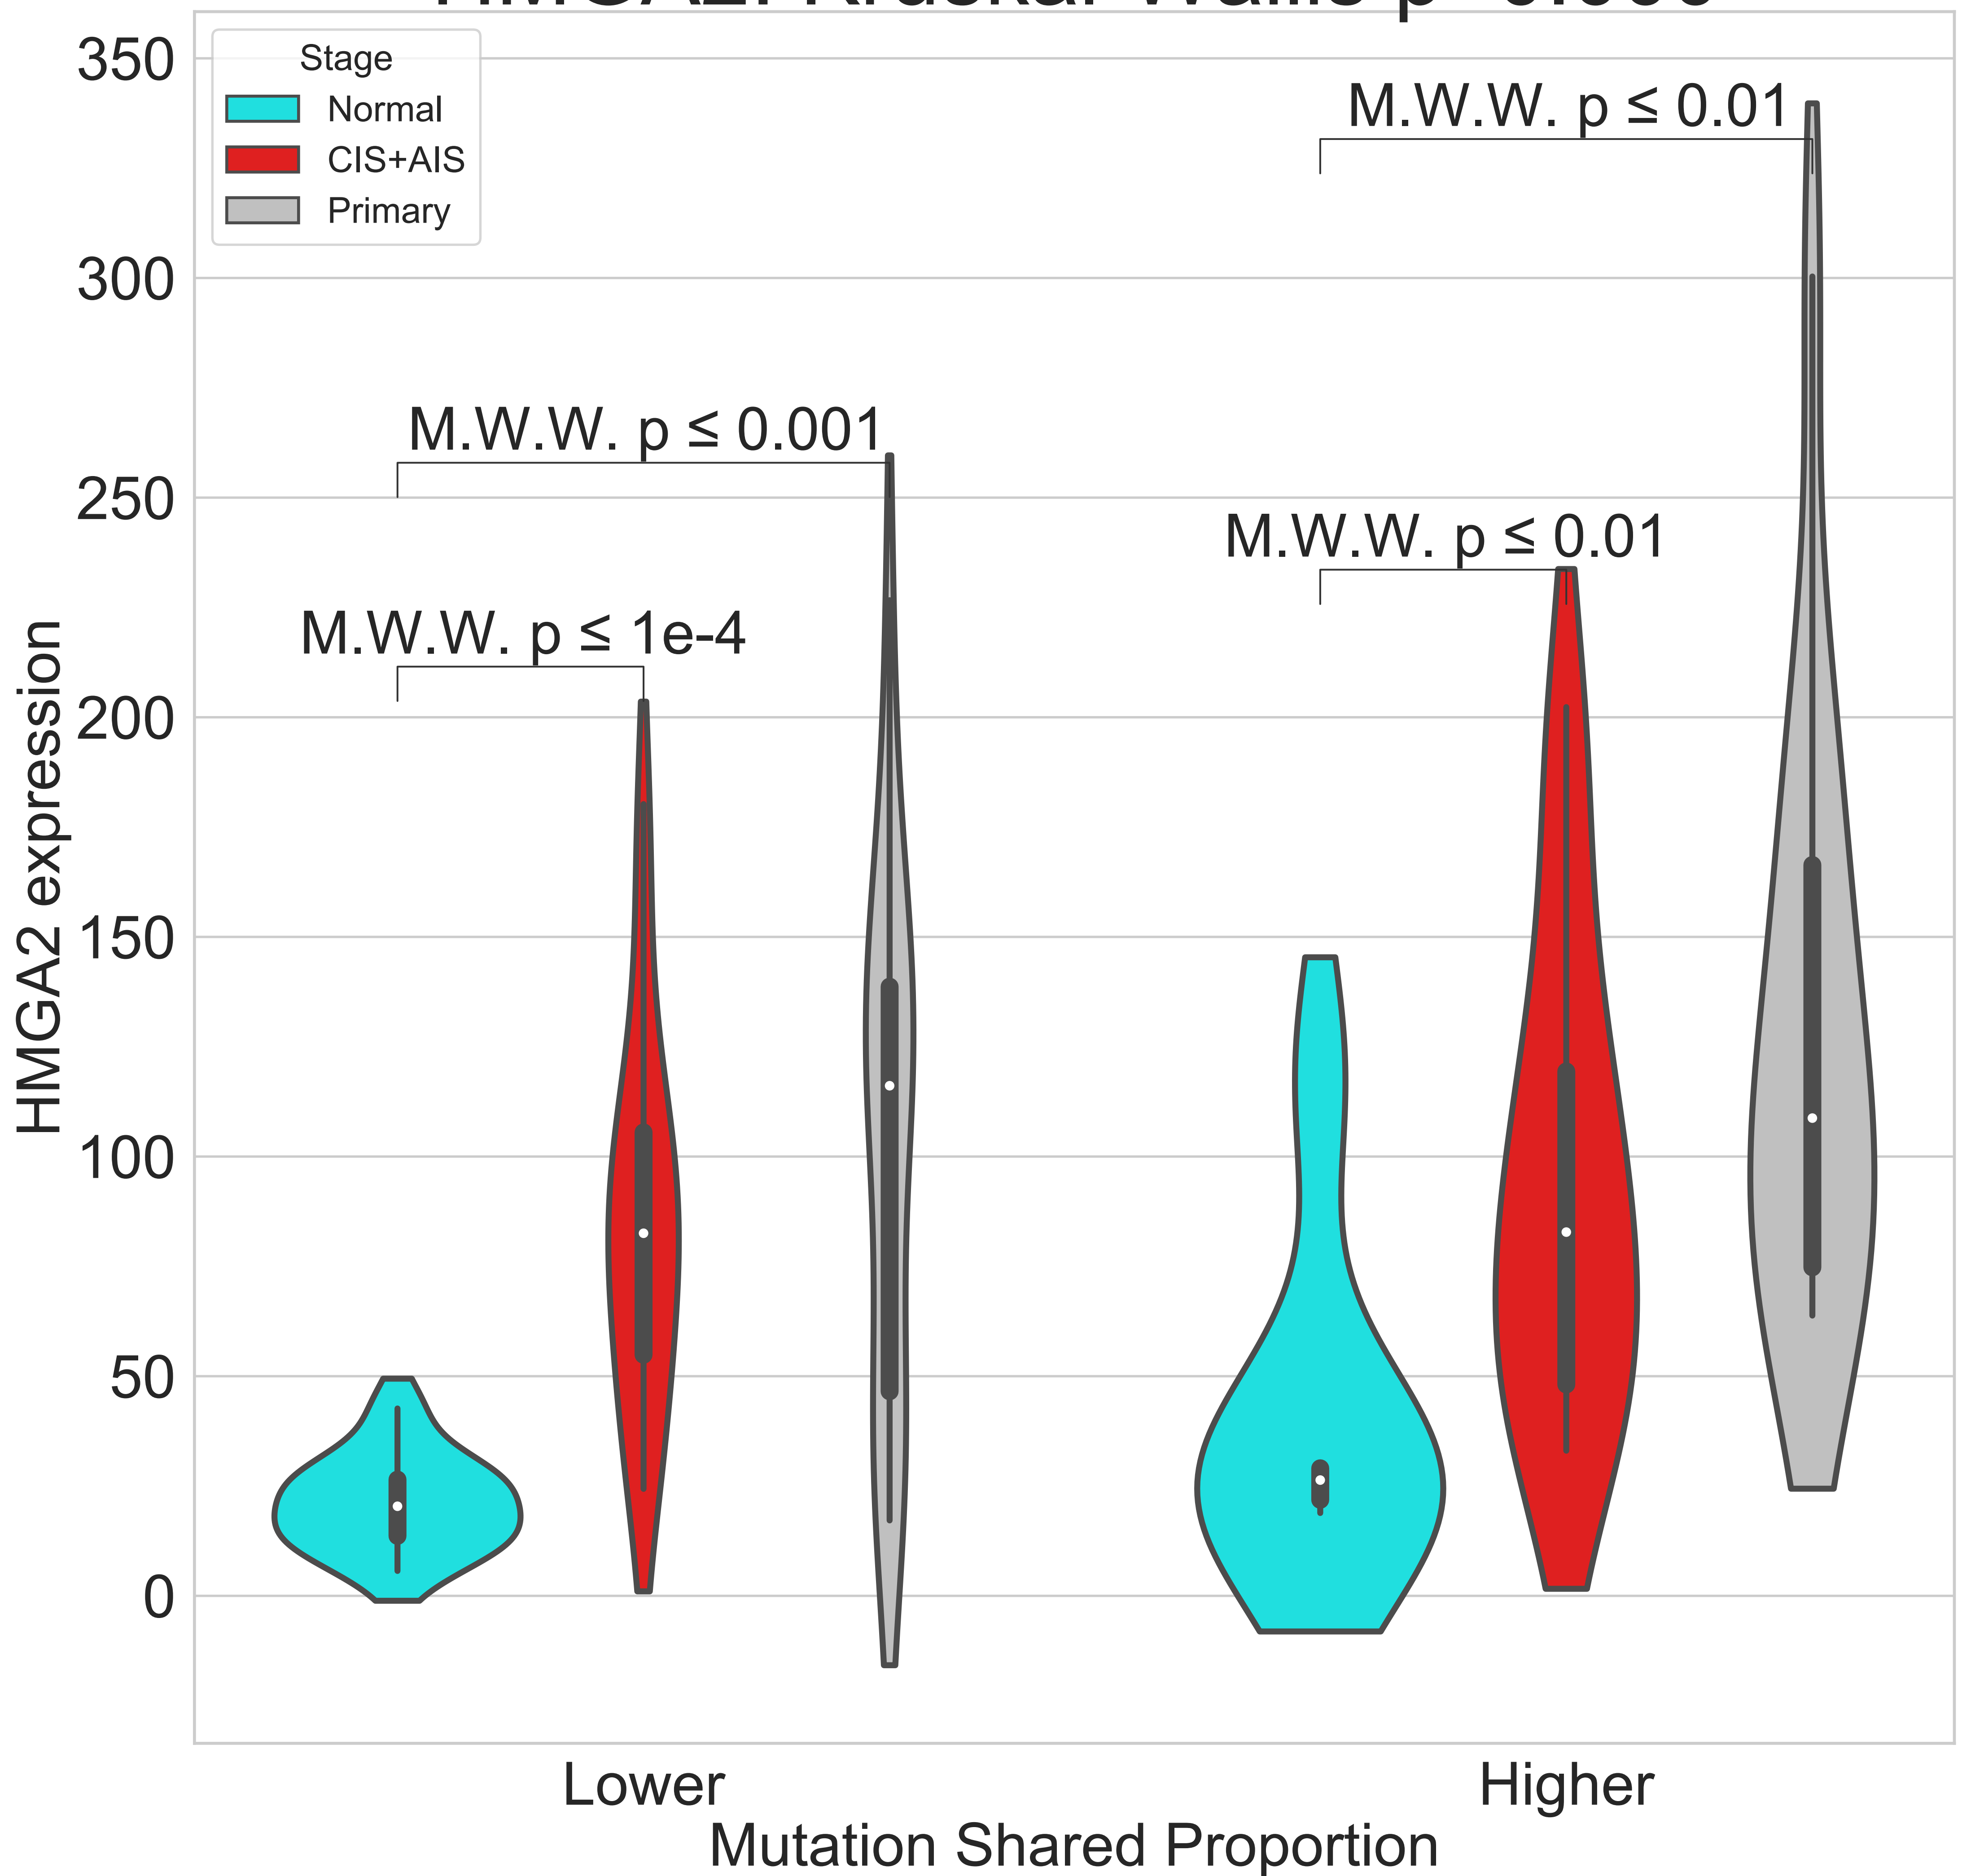 350
300
250
200
150
100
50
0
HMGA2 expression
Stage
Normal
CIS+AIS
Primary
M.W.W. p ≤ 0.01
M.W.W. p ≤ 0.001
M.W.W. p ≤ 0.01
M.W.W. p ≤ 1e-4
Lower
Higher
Mutation Shared Proportion